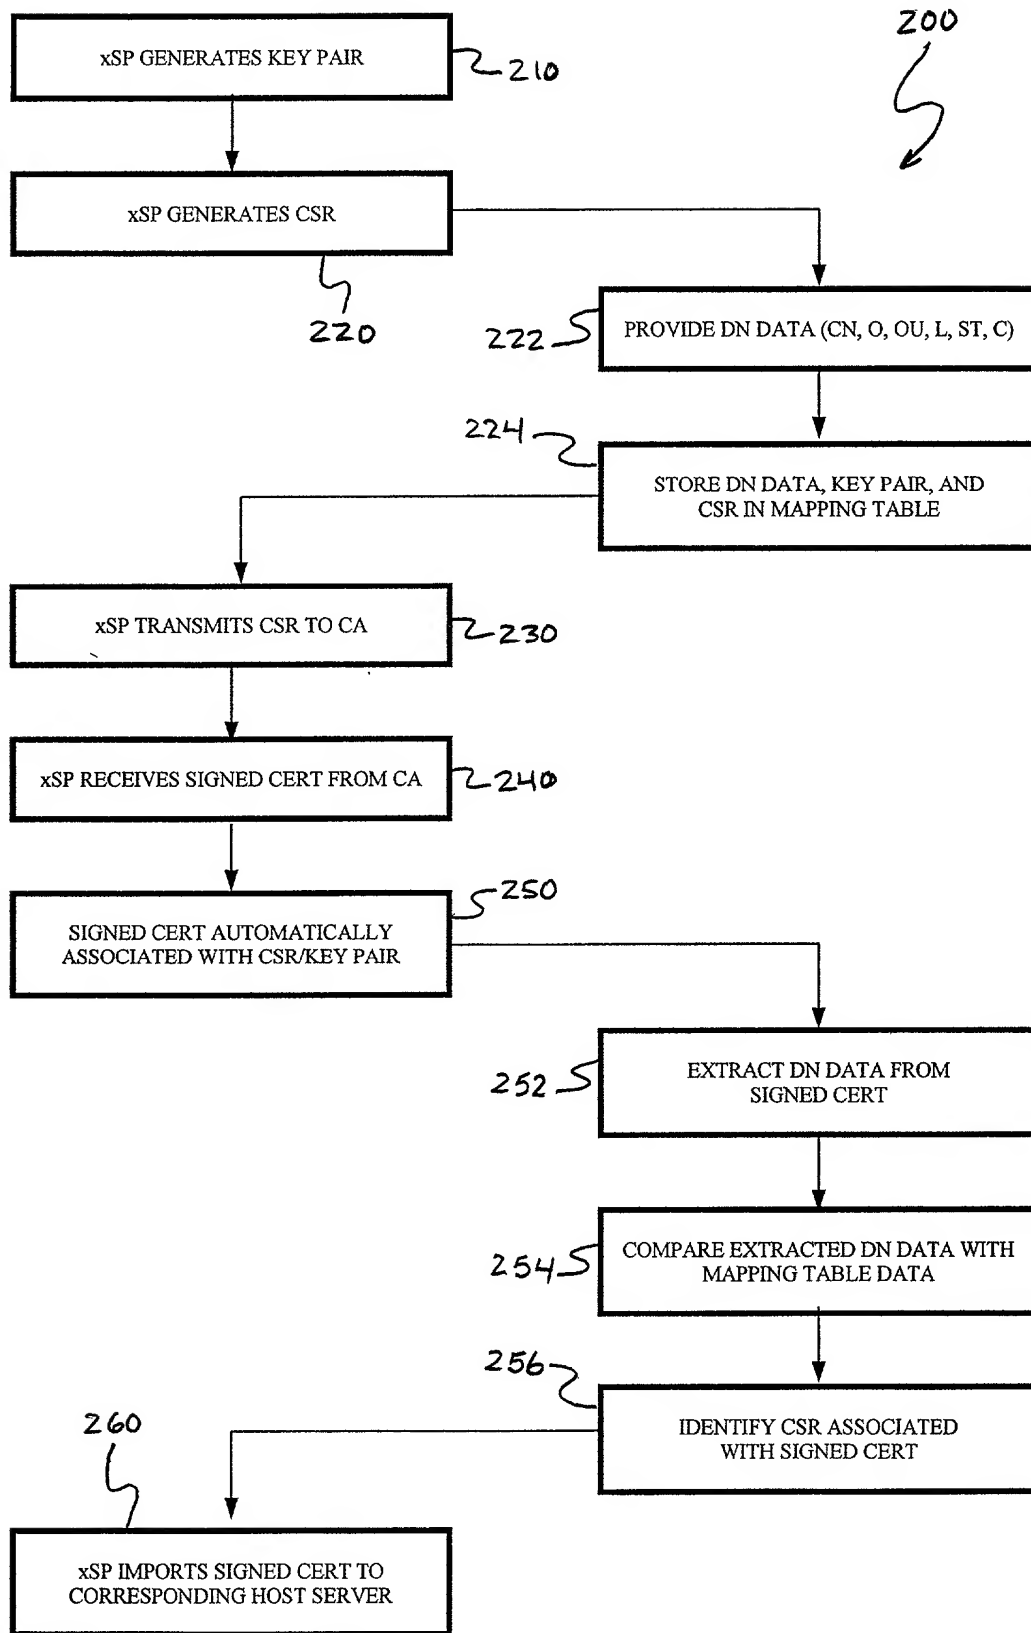 200
xSP GENERATES KEY PAIR
210
xSP GENERATES CSR
220
222
PROVIDE DN DATA (CN, O, OU, L, ST, C)
224
STORE DN DATA, KEY PAIR, AND
CSR IN MAPPING TABLE
xSP TRANSMITS CSR TO CA
230
xSP RECEIVES SIGNED CERT FROM CA
240
250
SIGNED CERT AUTOMATICALLY
ASSOCIATED WITH CSR/KEY PAIR
252
EXTRACT DN DATA FROM
SIGNED CERT
254
COMPARE EXTRACTED DN DATA WITH
MAPPING TABLE DATA
256
IDENTIFY CSR ASSOCIATED
WITH SIGNED CERT
260
xSP IMPORTS SIGNED CERT TO
CORRESPONDING HOST SERVER